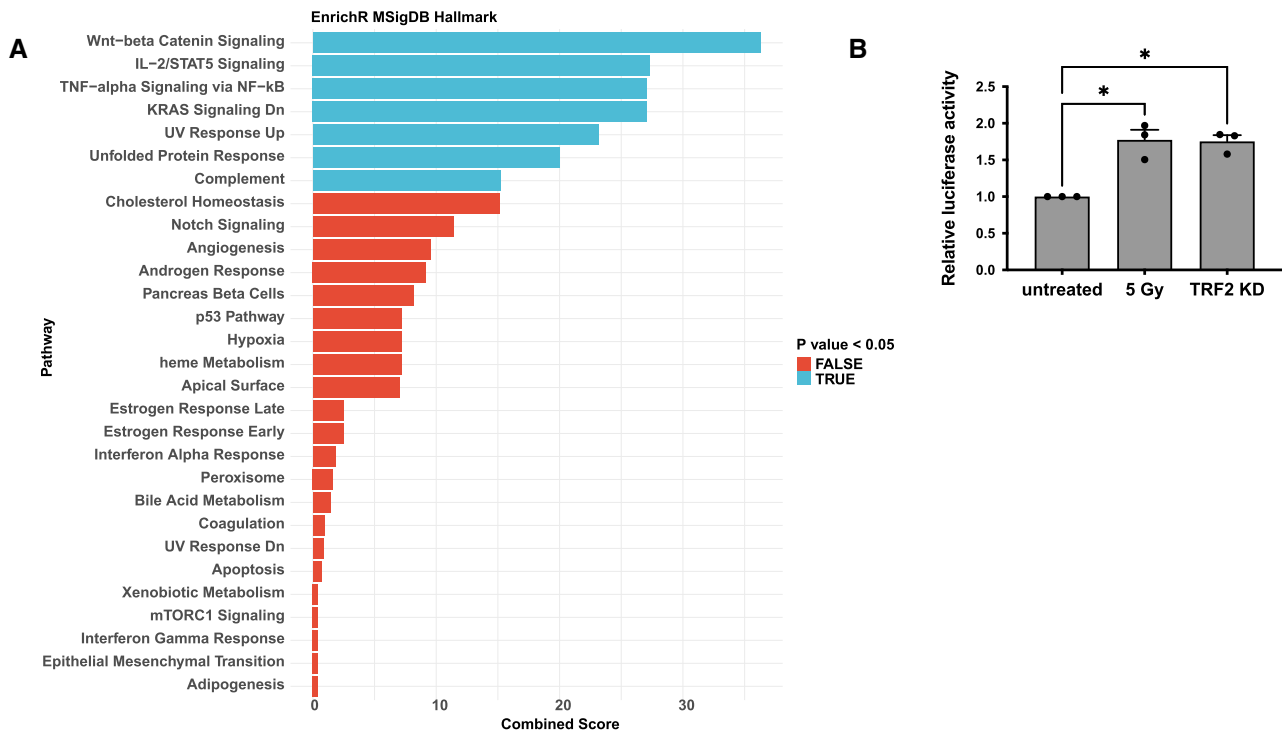 EnrichR MSigDB Hallmark
A
Wnt−beta Catenin Signaling
IL−2/STAT5 Signaling
TNF−alpha Signaling via NF−kB
KRAS Signaling Dn
UV Response Up
Unfolded Protein Response
Complement
Cholesterol Homeostasis
Notch Signaling
Angiogenesis
Androgen Response
Pancreas Beta Cells
p53 Pathway
Hypoxia
heme Metabolism
Apical Surface
Estrogen Response Late
Estrogen Response Early
Interferon Alpha Response
Peroxisome
Bile Acid Metabolism
Coagulation
UV Response Dn
Apoptosis
Xenobiotic Metabolism
mTORC1 Signaling
Interferon Gamma Response
Epithelial Mesenchymal Transition
Adipogenesis
Pathway
0 10 20 30
Combined Score
P value < 0.05
FALSE
TRUE
B
*
*
Relative luciferase activity
2.5
2.0
1.5
1.0
0.5
0.0
untreated 5 Gy TRF2 KD